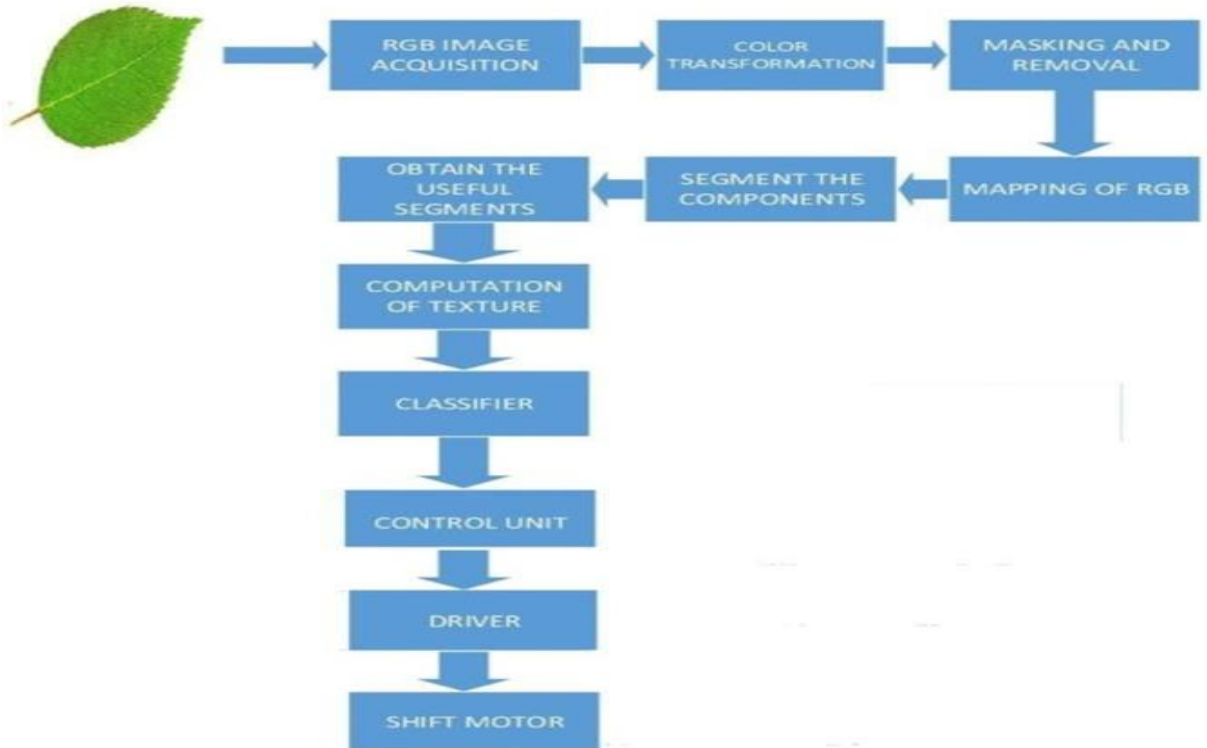 RGB IMAGE
ACQUISITION
COLOR
TRANSFORMATION
MASKING AND
REMOVAL
MAPPING OF RGB
SEGMENT THE
COMPONENTS
OBTAIN THE
USEFUL
SEGMENTS
COMPUTATION
OF TEXTURE
CLASSIFIER
CONTROL UNIT
DRIVER
SHIFT MOTOR